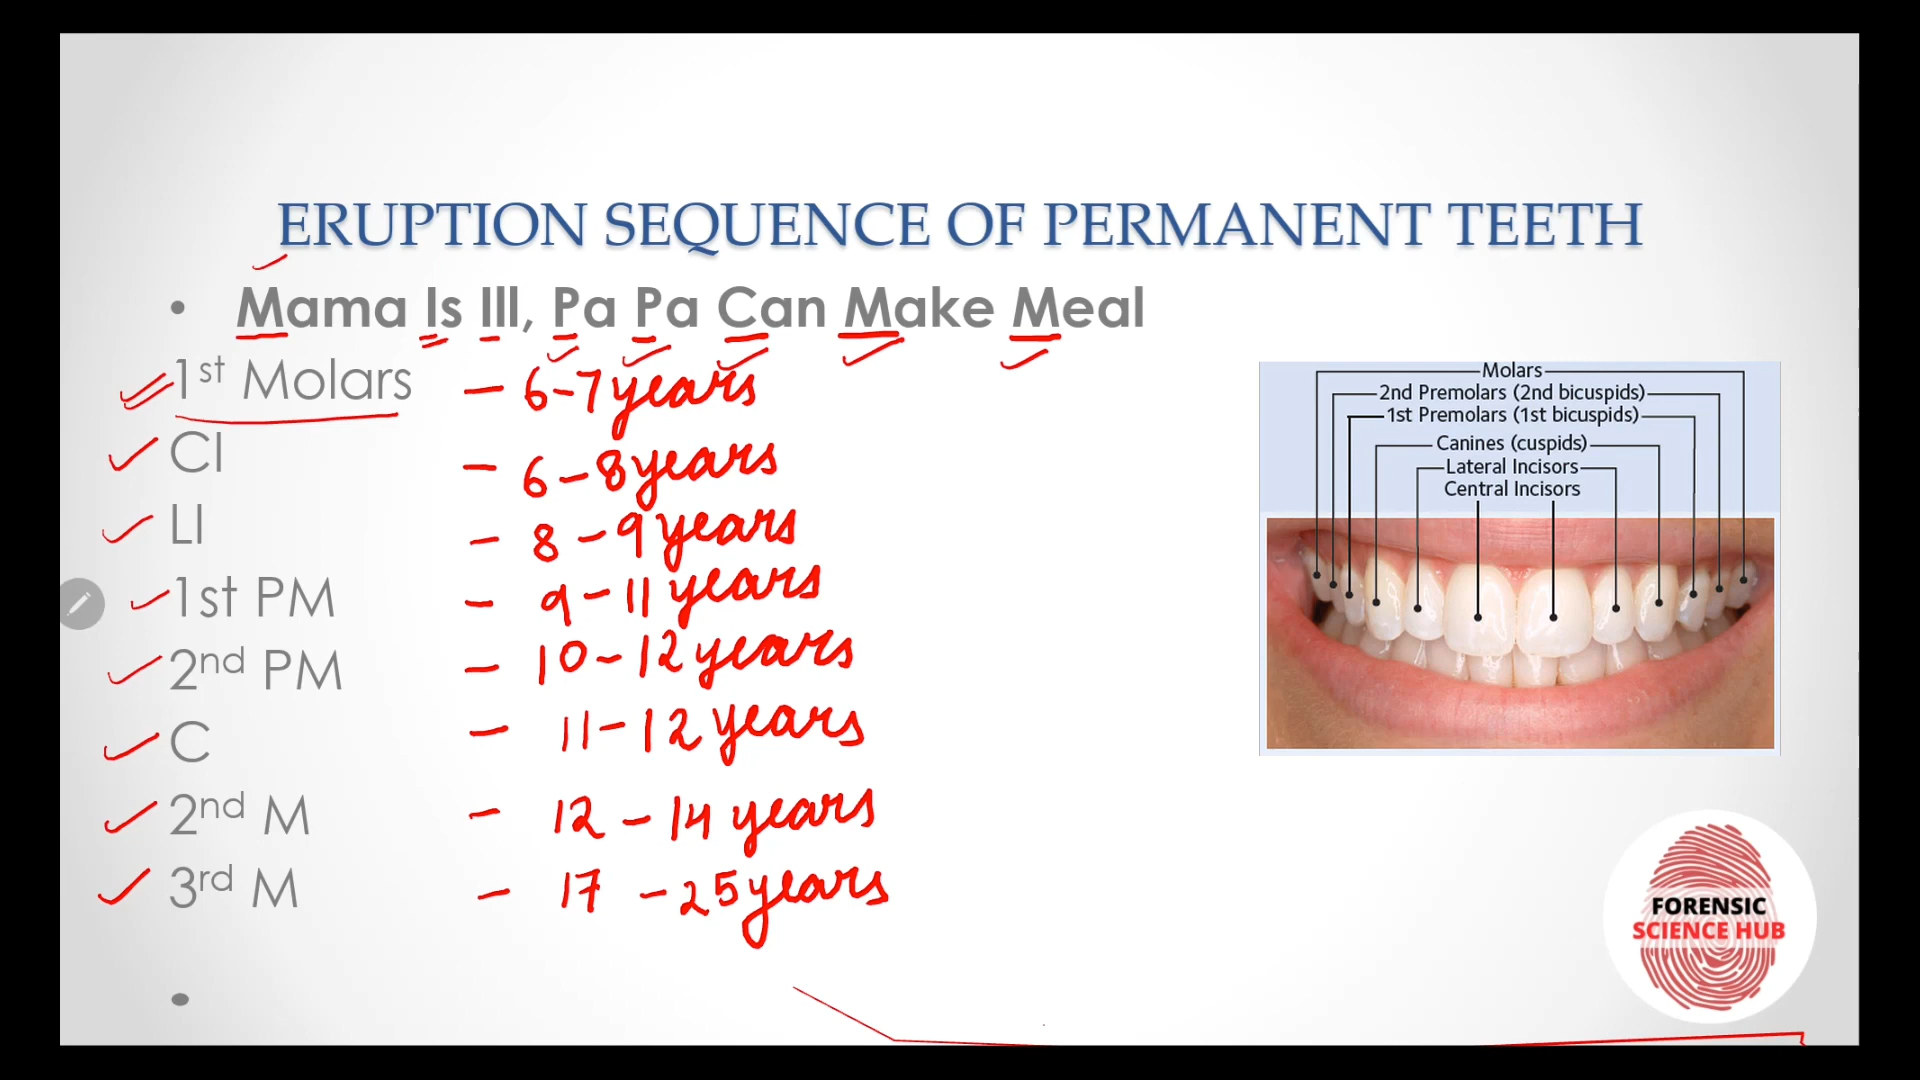 ERUPTION SEQUENCE OF PERMANENT TEETH
• Mama Is Ill, Pa Pa Can Make Meal
1st Molars – 6-7 years
CI – 6-8 years
LI – 8-9 years
1st PM – 9-11 years
2nd PM – 10-12 years
C – 11-12 years
2nd M – 12-14 years
3rd M – 17-25 years
Molars
2nd Premolars (2nd bicuspids)
1st Premolars (1st bicuspids)
Canines (cuspids)
Lateral Incisors
Central Incisors
FORENSIC
SCIENCE HUB